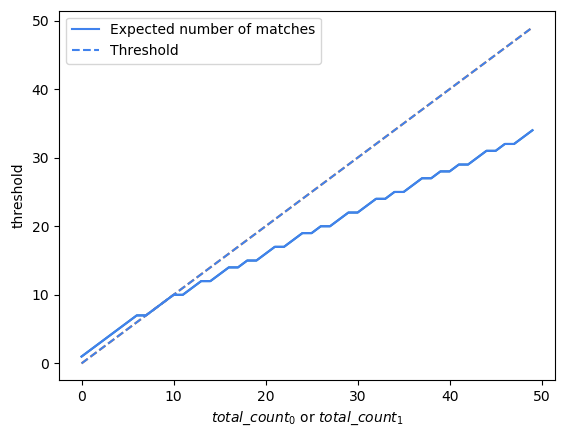 Expected number of matches
Threshold
50
40
30
20
10
0
threshold
0 10 20 30 40 50
total_count₀ or total_count₁